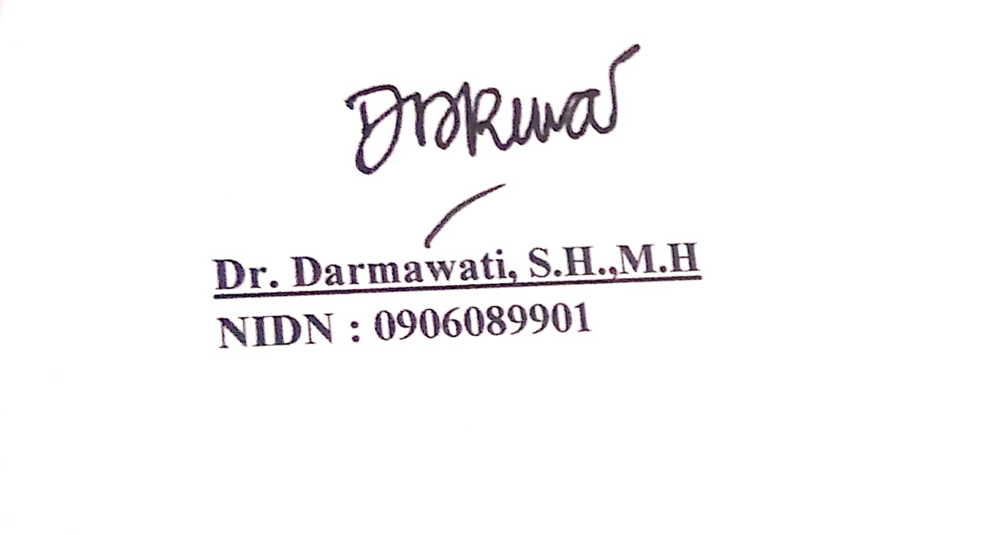 Dr. Darmawati, S.H.,M.H
NIDN : 0906089901